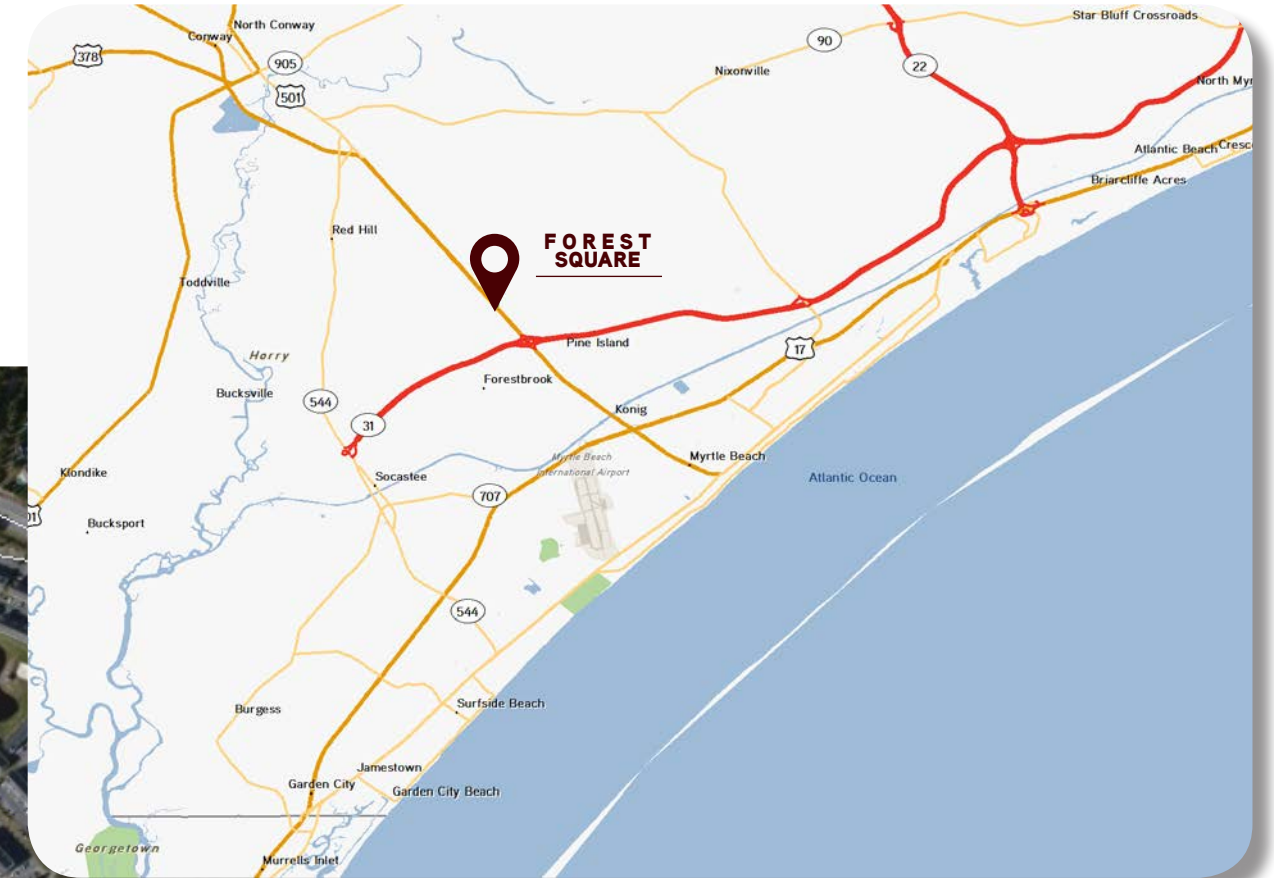 North Conway
Star Bluff Crossroads
Conway
90
378
905
22
Nixonville
501
North Myr
Atlantic Beach
Cresc
Briarcliffe Acres
Red Hill
FOREST
SQUARE
Toddville
Pine Island
17
Horry
Forestbrook
Bucksville
544
Konig
31
Myrtle Beach
Myrtle Beach
International Airport
Klondike
Socastee
Atlantic Ocean
707
01
Bucksport
544
Surfside Beach
Burgess
Jamestown
Garden City
Garden City Beach
Georgetown
Murrells Inlet